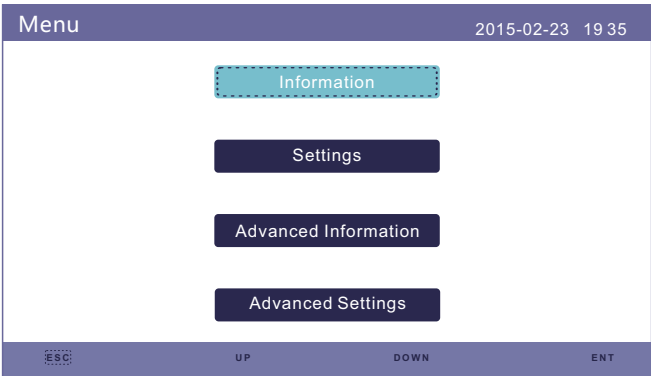 Menu 2015-02-23 19 35
Information
Settings
Advanced Information
Advanced Settings
ESC UP DOWN ENT